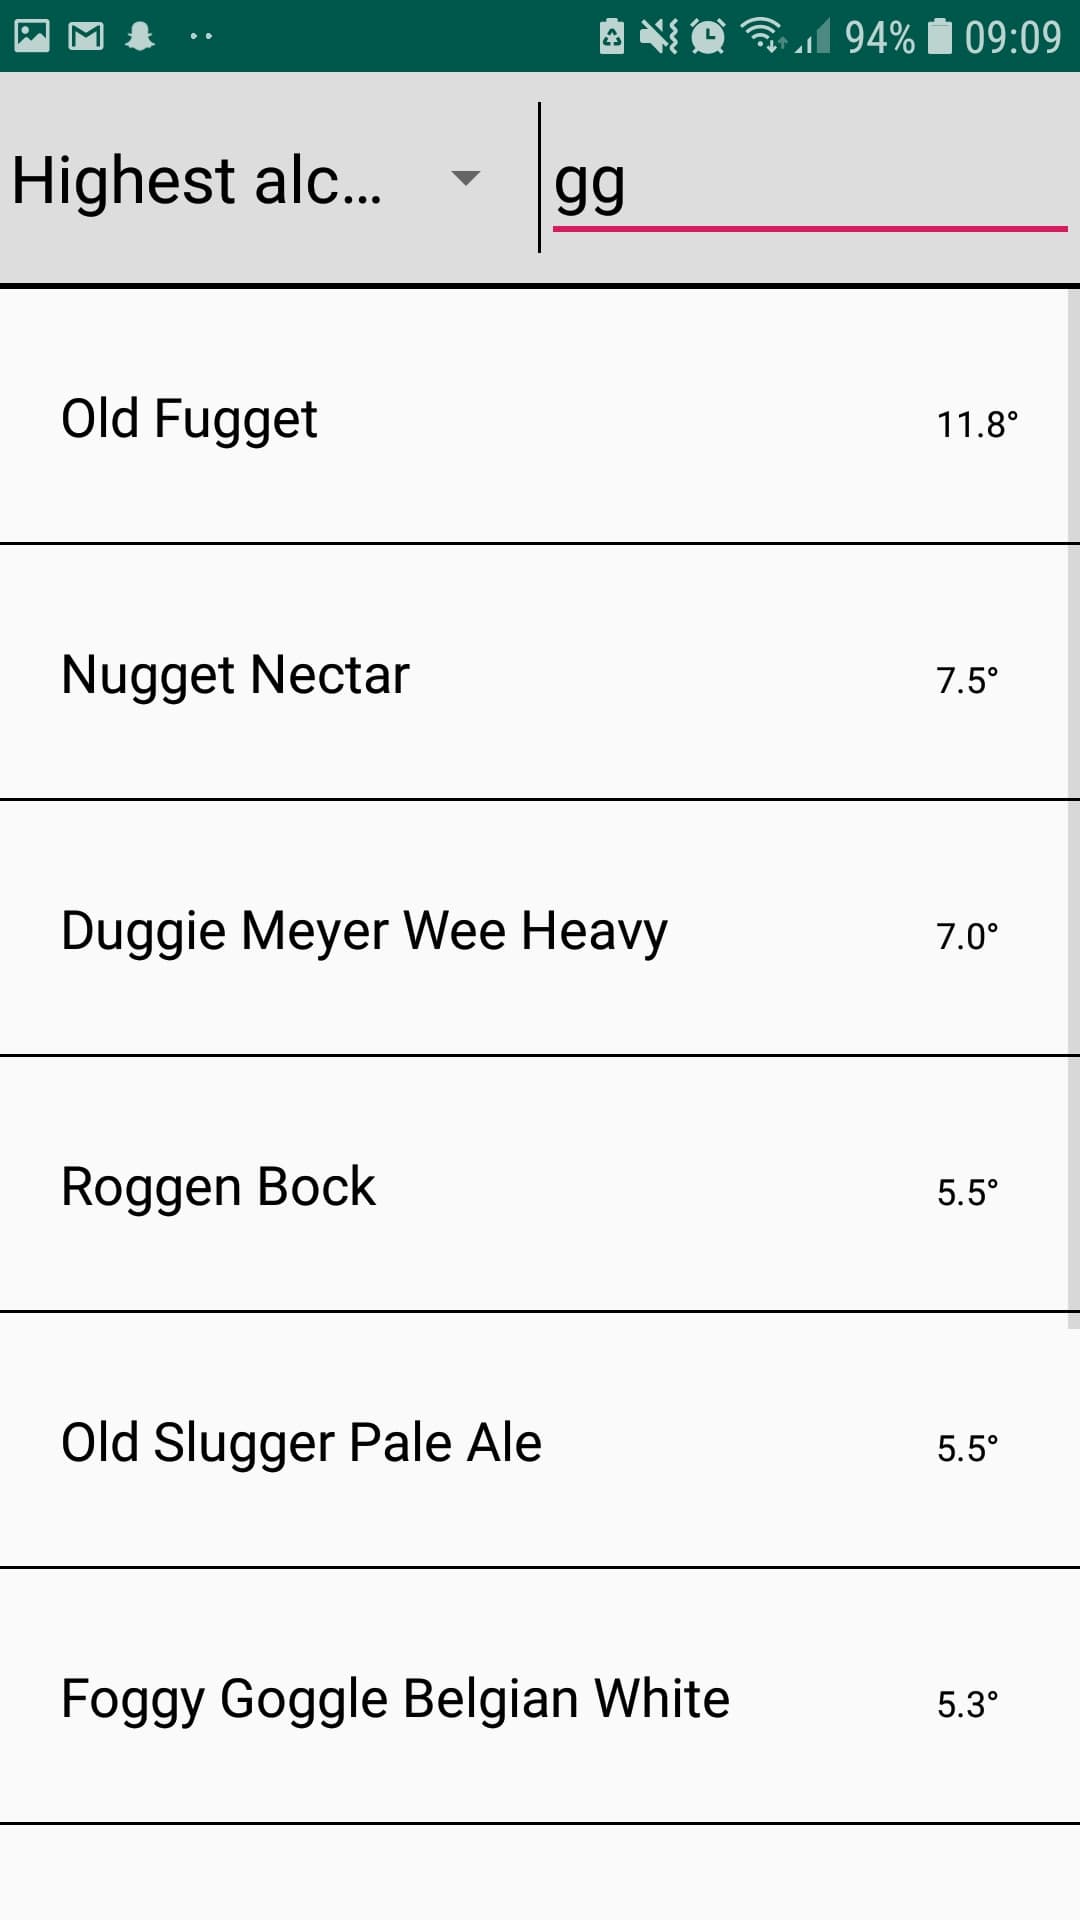 94% 09:09
Highest alc... gg
Old Fugget 11.8°
Nugget Nectar 7.5°
Duggie Meyer Wee Heavy 7.0°
Roggen Bock 5.5°
Old Slugger Pale Ale 5.5°
Foggy Goggle Belgian White 5.3°